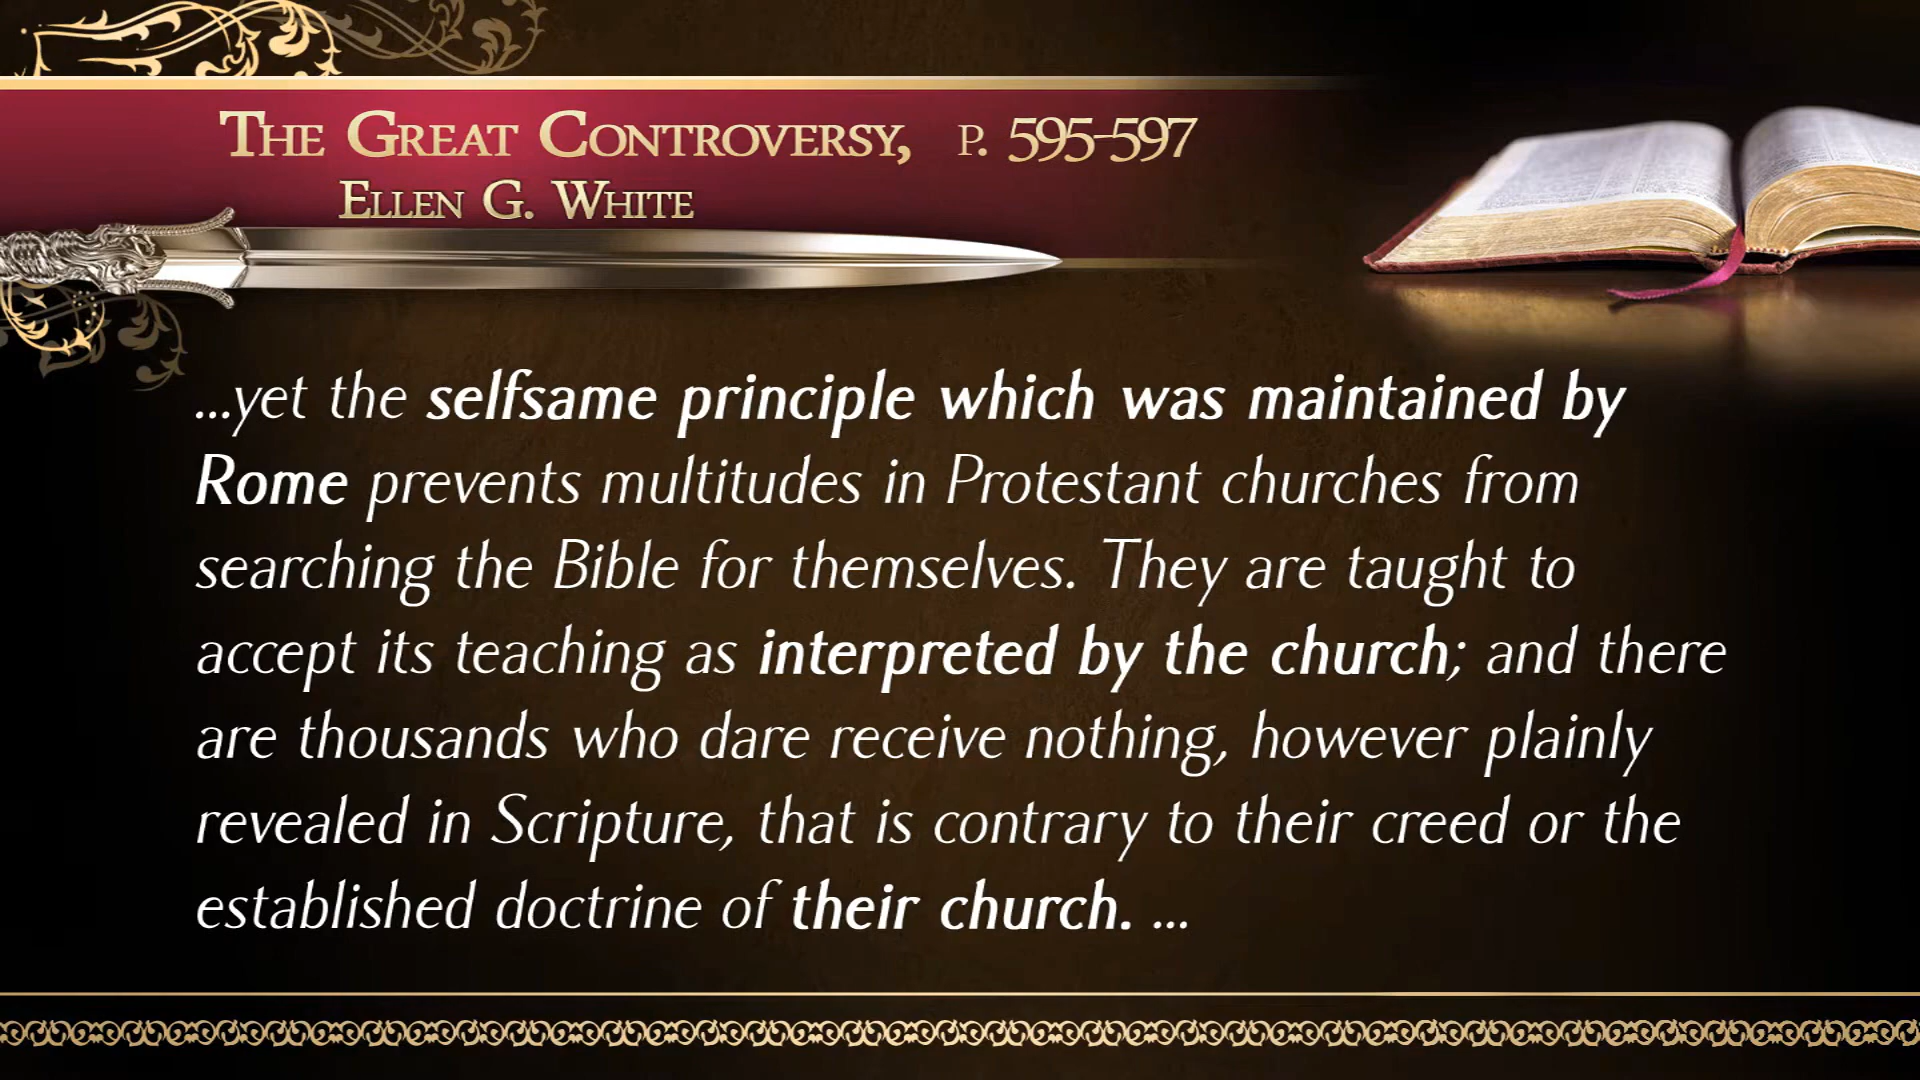 The Great Controversy, p. 595-597
Ellen G. White
...yet the selfsame principle which was maintained by
Rome prevents multitudes in Protestant churches from
searching the Bible for themselves. They are taught to
accept its teaching as interpreted by the church; and there
are thousands who dare receive nothing, however plainly
revealed in Scripture, that is contrary to their creed or the
established doctrine of their church. ...